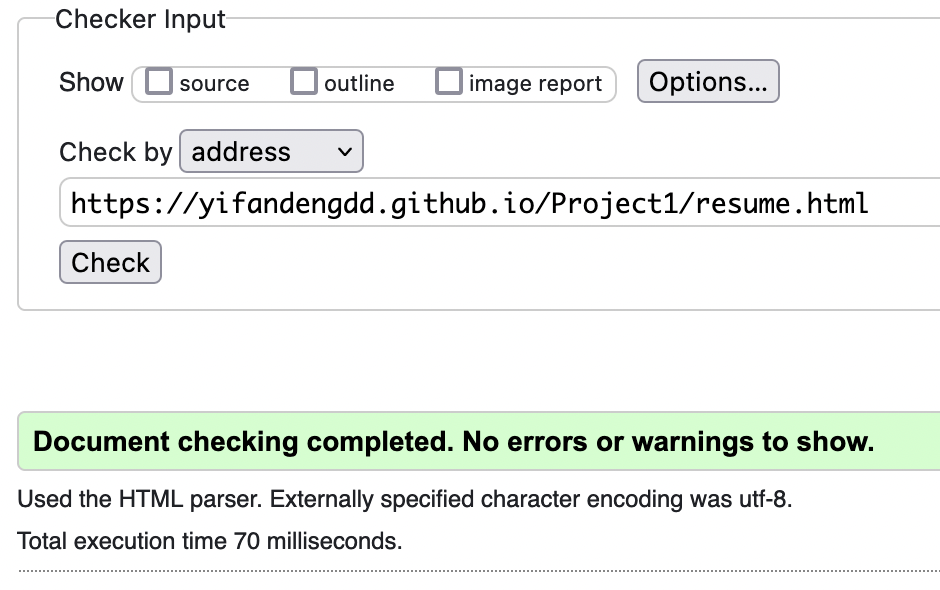 Checker Input
Show source outline image report Options...
Check by address
https://yifandengdd.github.io/Project1/resume.html
Check
Document checking completed. No errors or warnings to show.
Used the HTML parser. Externally specified character encoding was utf-8.
Total execution time 70 milliseconds.